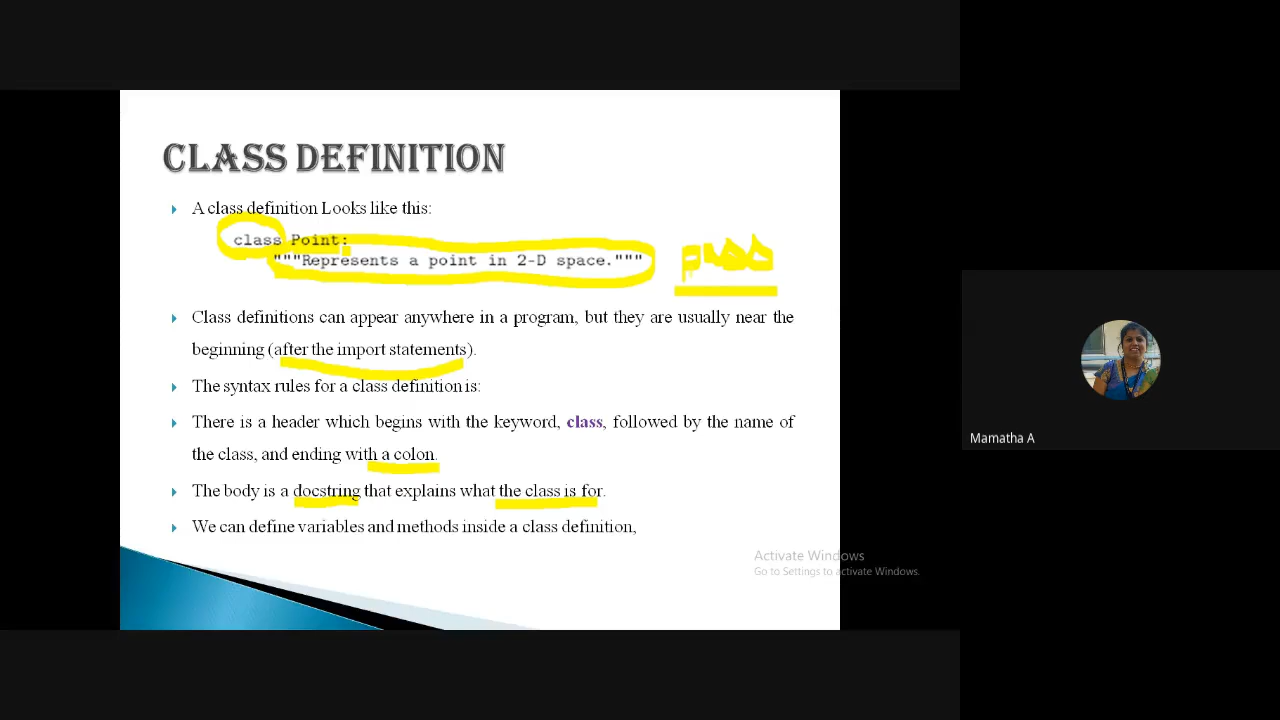 CLASS DEFINITION
A class definition Looks like this:
class Point:
"""Represents a point in 2-D space."""
Class definitions can appear anywhere in a program, but they are usually near the
beginning (after the import statements).
The syntax rules for a class definition is:
There is a header which begins with the keyword, class, followed by the name of
the class, and ending with a colon.
The body is a docstring that explains what the class is for.
We can define variables and methods inside a class definition,
Activate Windows
Go to Settings to activate Windows.
Mamatha A